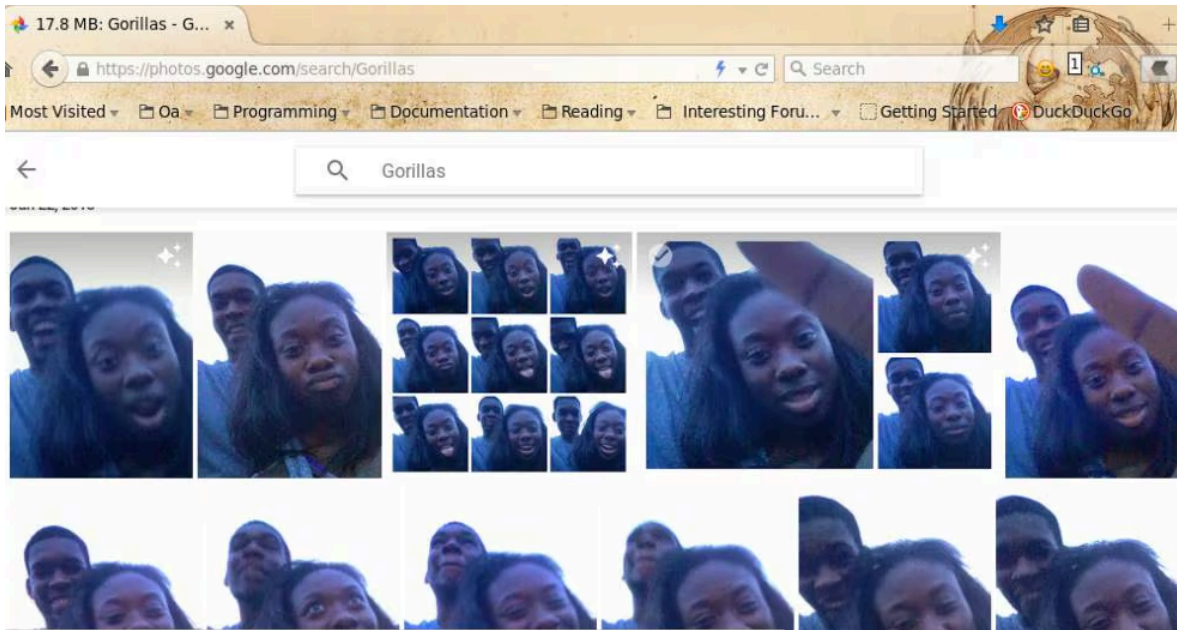 17.8 MB: Gorillas - G... ×
https://photos.google.com/search/Gorillas Search 1
Most Visited Oa Programming Documentation Reading Interesting Foru... Getting Started DuckDuckGo
Gorillas